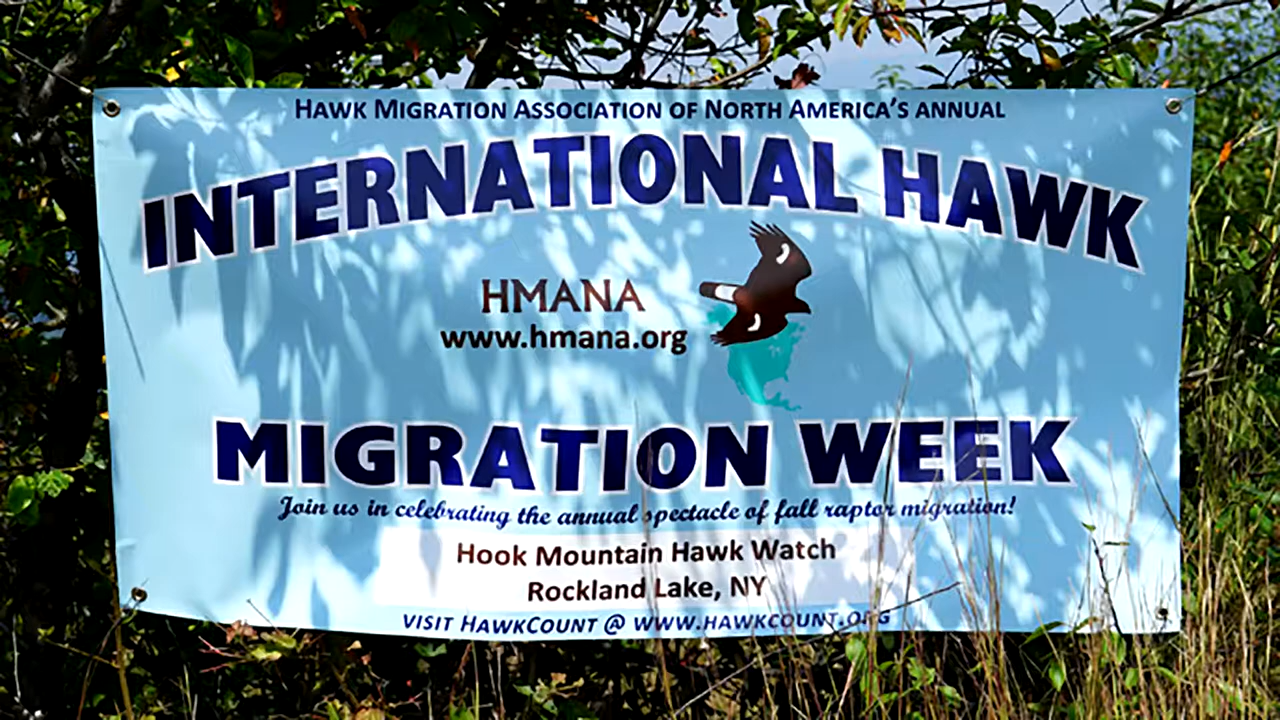 HAWK MIGRATION ASSOCIATION OF NORTH AMERICA'S ANNUAL
INTERNATIONAL HAWK
HMANA
www.hmana.org
MIGRATION WEEK
Join us in celebrating the annual spectacle of fall raptor migration!
Hook Mountain Hawk Watch
Rockland Lake, NY
VISIT HAWKCOUNT @ WWW.HAWKCOUNT.ORG